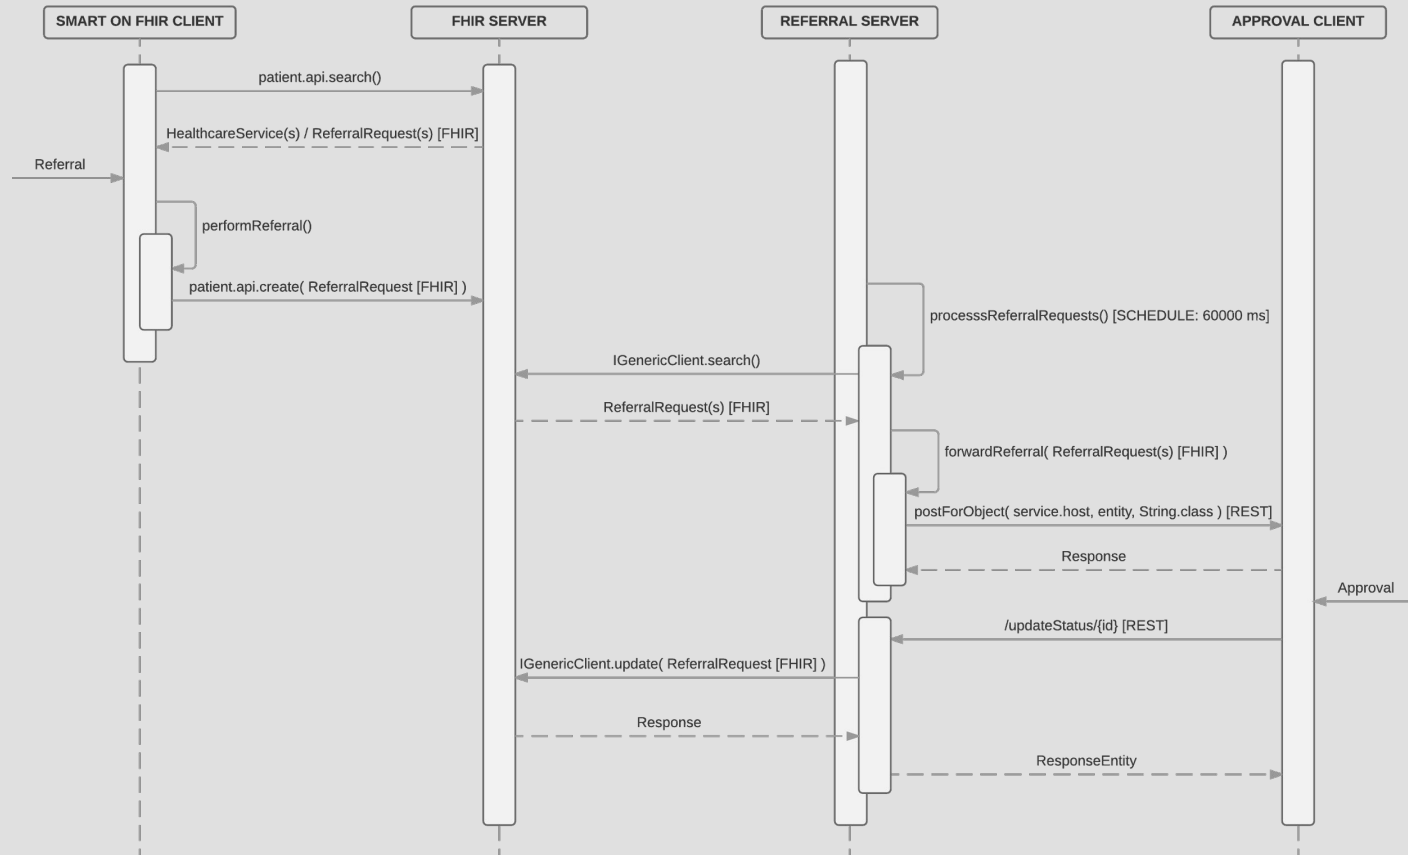 SMART ON FHIR CLIENT
FHIR SERVER
REFERRAL SERVER
APPROVAL CLIENT
patient.api.search()
HealthcareService(s) / ReferralRequest(s) [FHIR]
Referral
performReferral()
patient.api.create( ReferralRequest [FHIR] )
processsReferralRequests() [SCHEDULE: 60000 ms]
IGenericClient.search()
ReferralRequest(s) [FHIR]
forwardReferral( ReferralRequest(s) [FHIR] )
postForObject( service.host, entity, String.class ) [REST]
Response
Approval
/updateStatus/{id} [REST]
IGenericClient.update( ReferralRequest [FHIR] )
Response
ResponseEntity